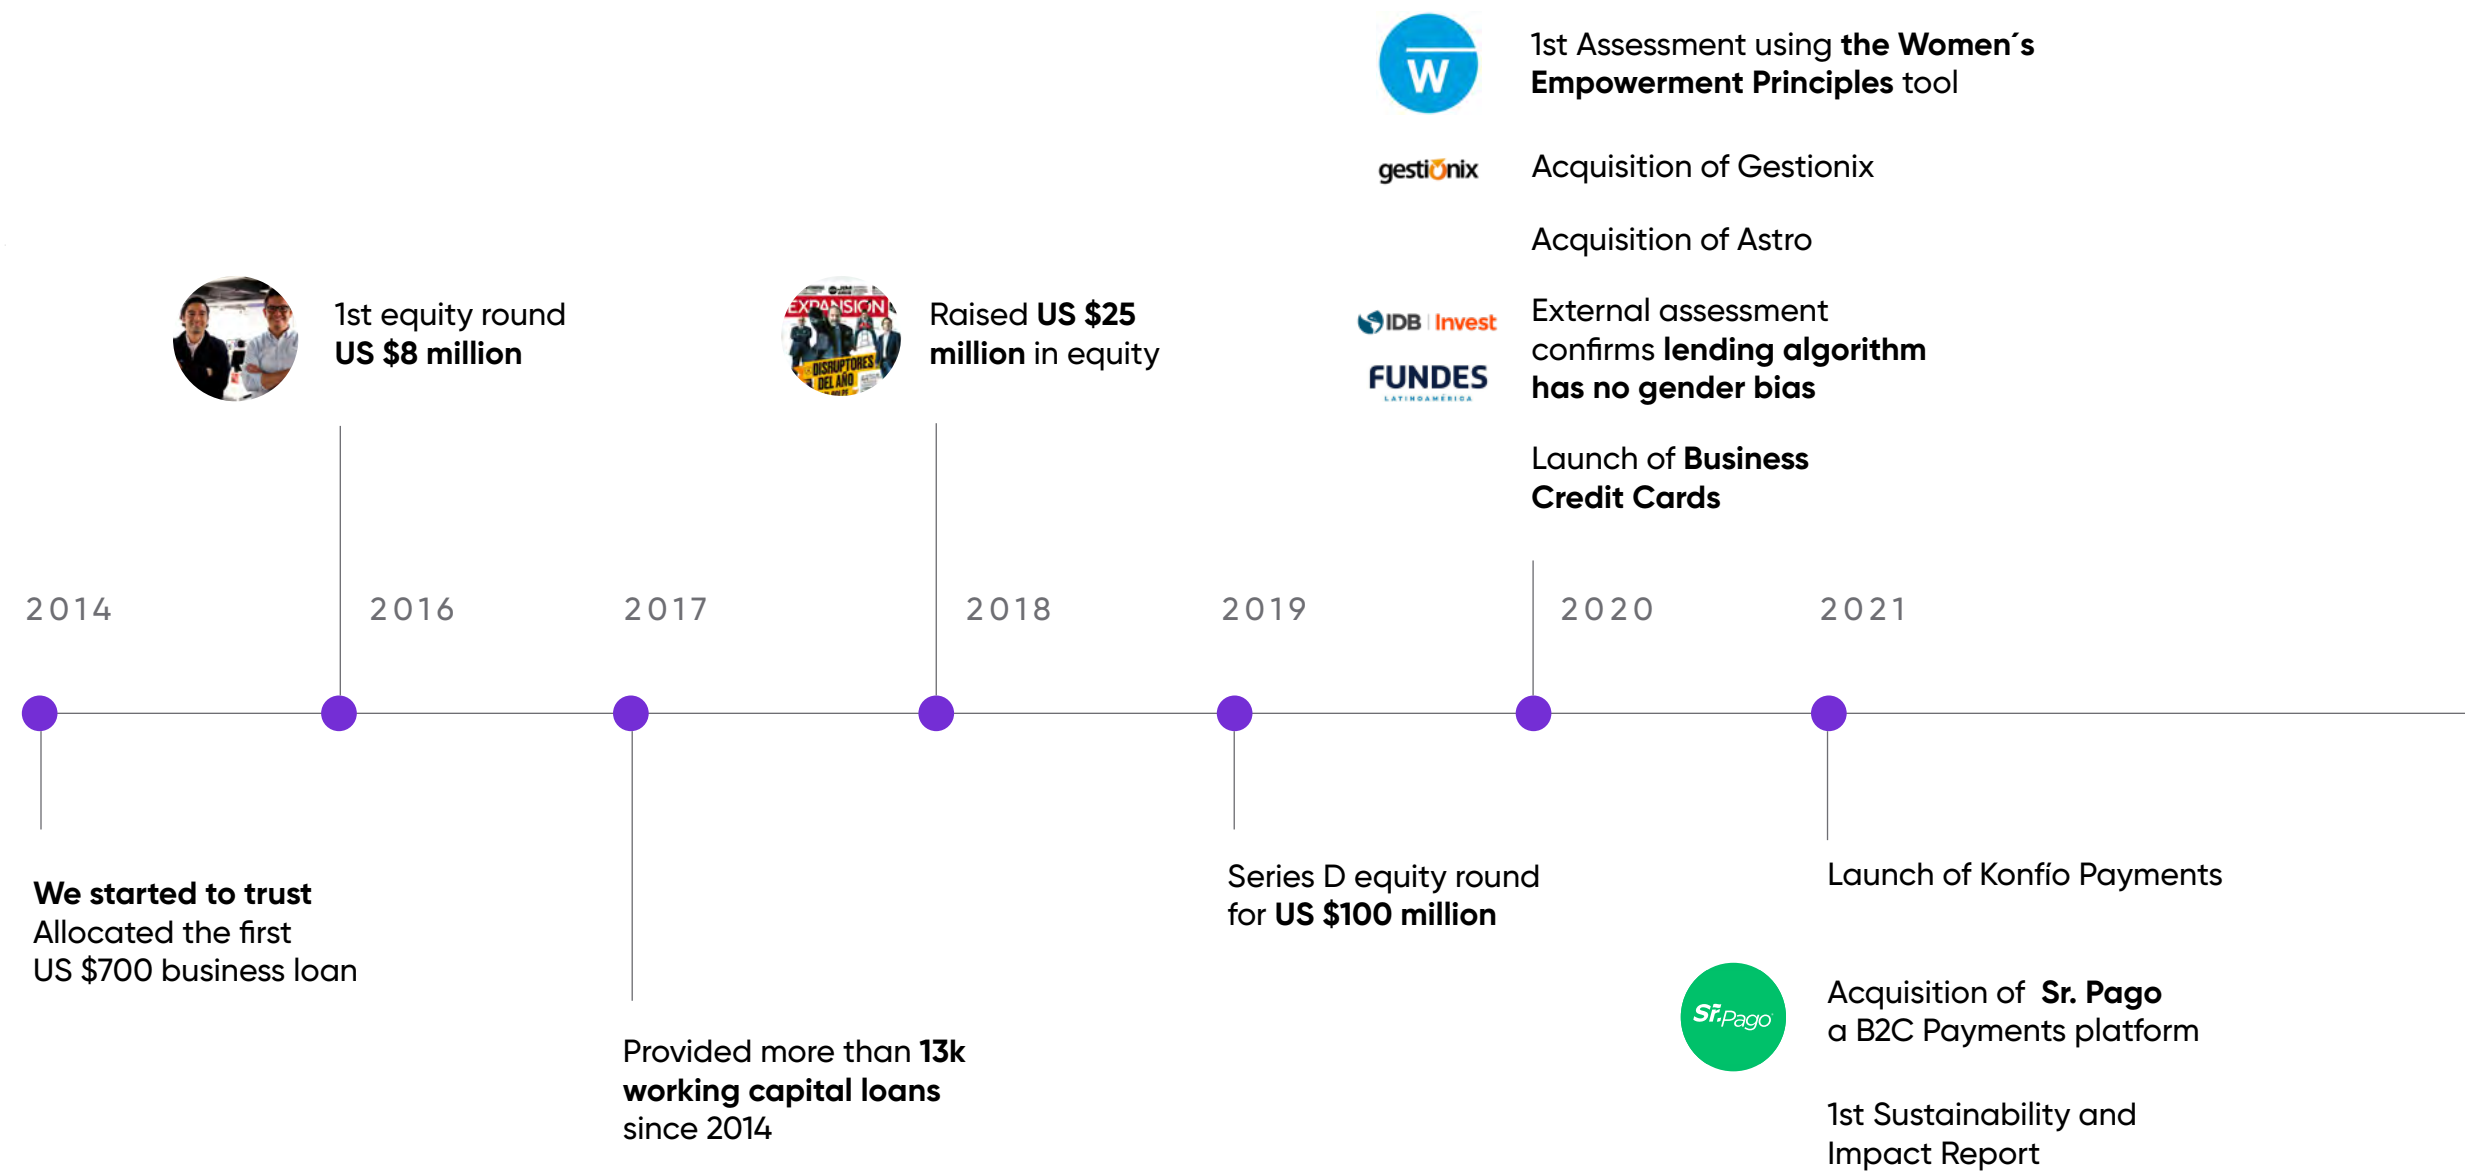 W
1st Assessment using the Women´s
Empowerment Principles tool
gestionix
Acquisition of Gestionix
Acquisition of Astro
1st equity round
US $8 million
EXPANSIÓN
DISRUPTORES
DEL AÑO
Raised US $25
million in equity
IDB Invest
FUNDES
LATINOAMÉRICA
External assessment
confirms lending algorithm
has no gender bias
Launch of Business
Credit Cards
2014
2016
2017
2018
2019
2020
2021
We started to trust
Allocated the first
US $700 business loan
Provided more than 13k
working capital loans
since 2014
Series D equity round
for US $100 million
Launch of Konfío Payments
Sr.Pago
Acquisition of Sr. Pago
a B2C Payments platform
1st Sustainability and
Impact Report